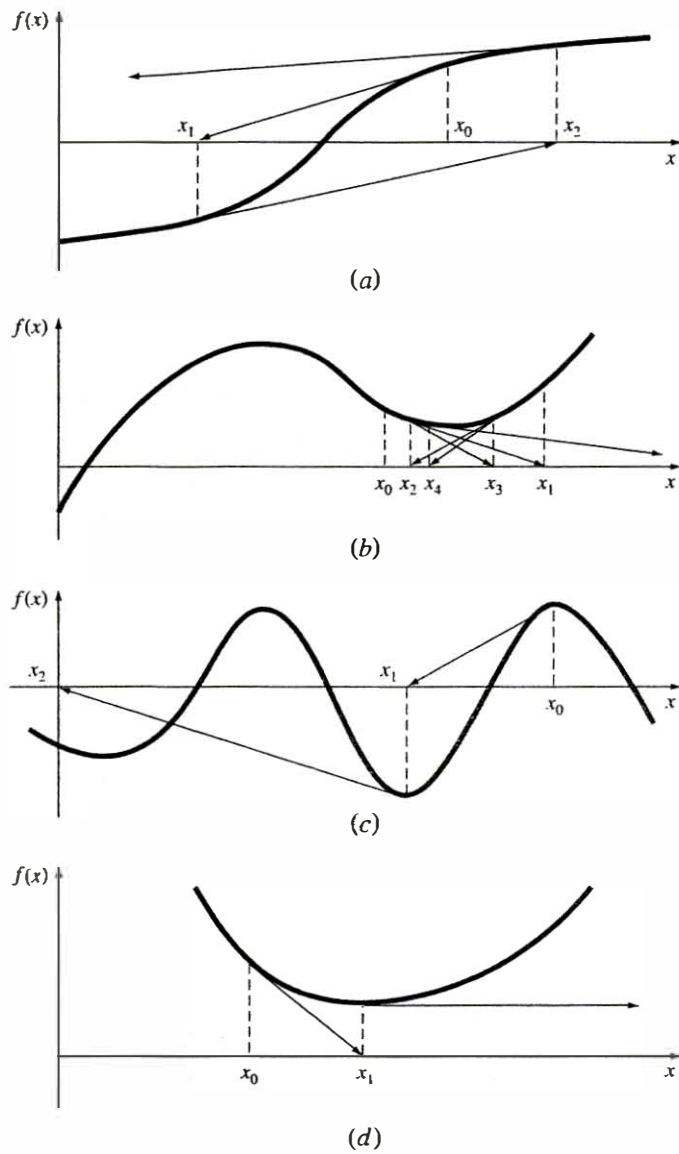 f(x)
x₁ x₀ x₂
x
(a)
f(x)
x₀ x₂ x₄ x₃ x₁ x
(b)
f(x)
x₂ x₁
x₀ x
(c)
f(x)
x₀ x₁ x
(d)